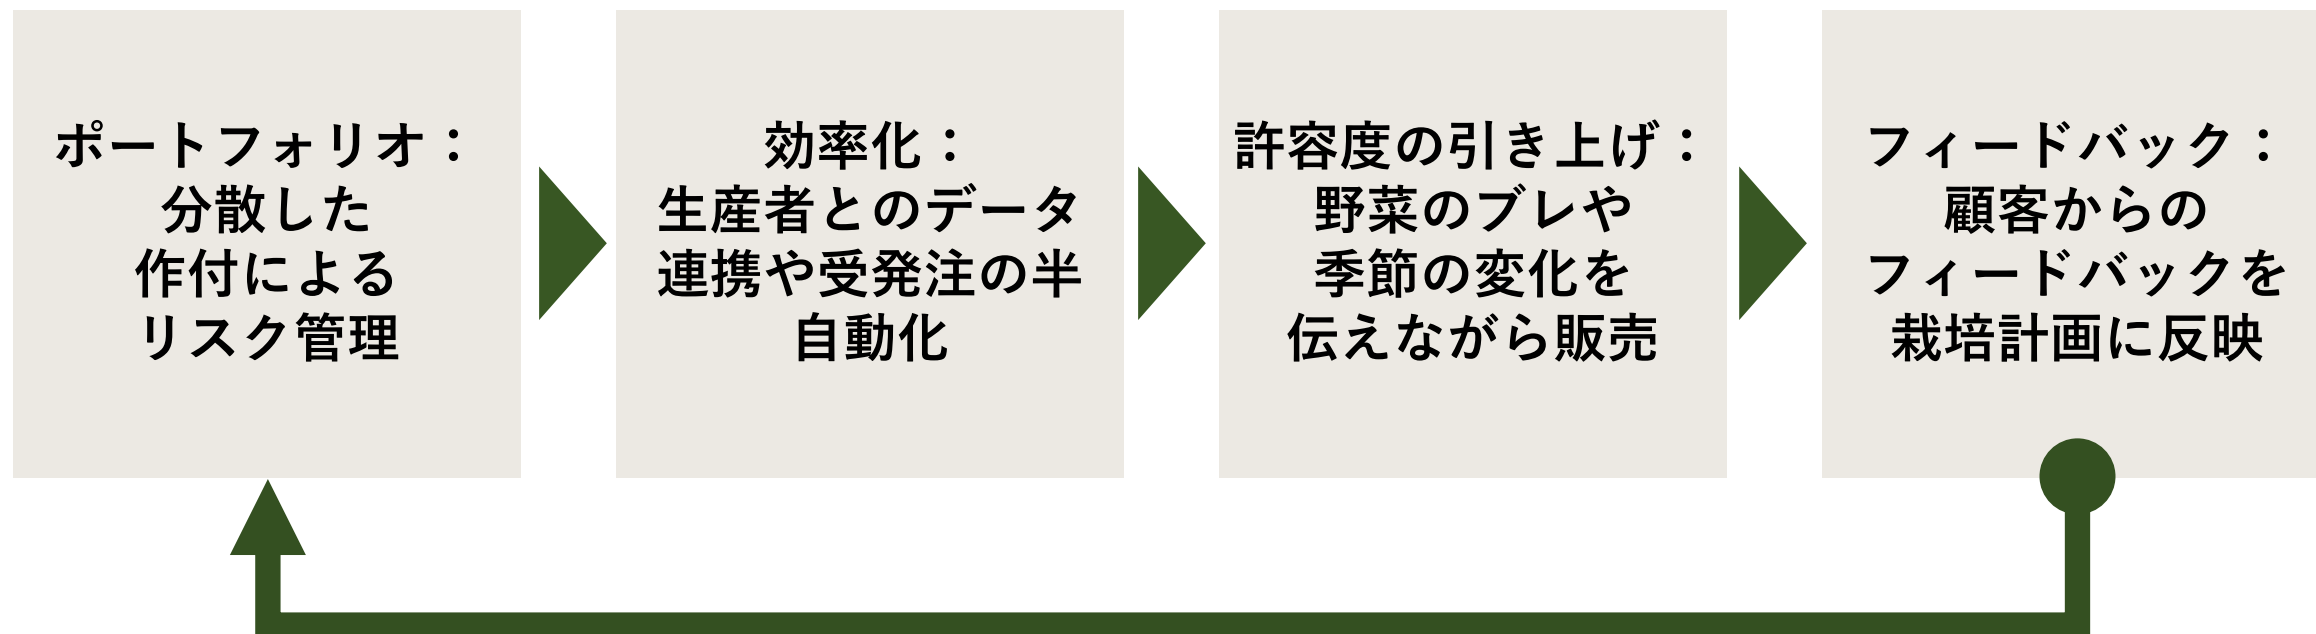 ポートフォリオ：
分散した
作付による
リスク管理
効率化：
生産者とのデータ
連携や受発注の半
自動化
許容度の引き上げ：
野菜のブレや
季節の変化を
伝えながら販売
フィードバック：
顧客からの
フィードバックを
栽培計画に反映